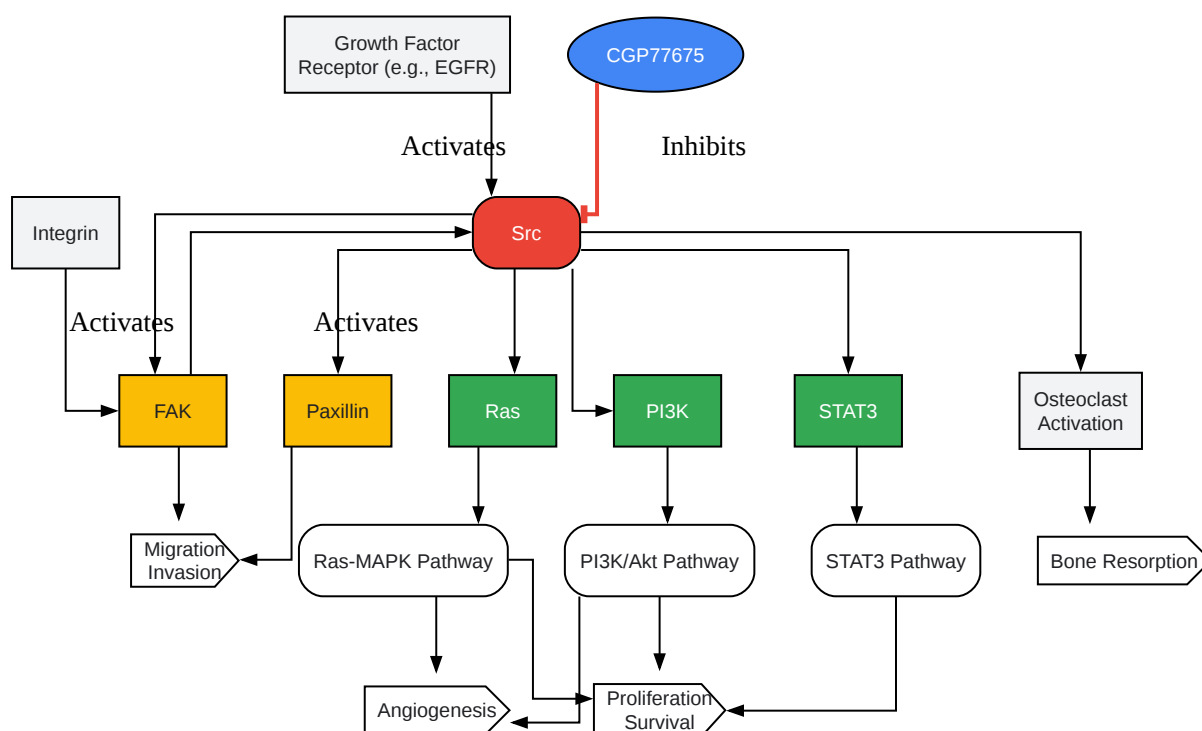 Growth Factor
Receptor (e.g., EGFR)
CGP77675
Activates
Inhibits
Integrin
Src
Activates
Activates
FAK
Paxillin
Ras
PI3K
STAT3
Osteoclast
Activation
Migration
Invasion
Ras-MAPK Pathway
PI3K/Akt Pathway
STAT3 Pathway
Bone Resorption
Angiogenesis
Proliferation
Survival